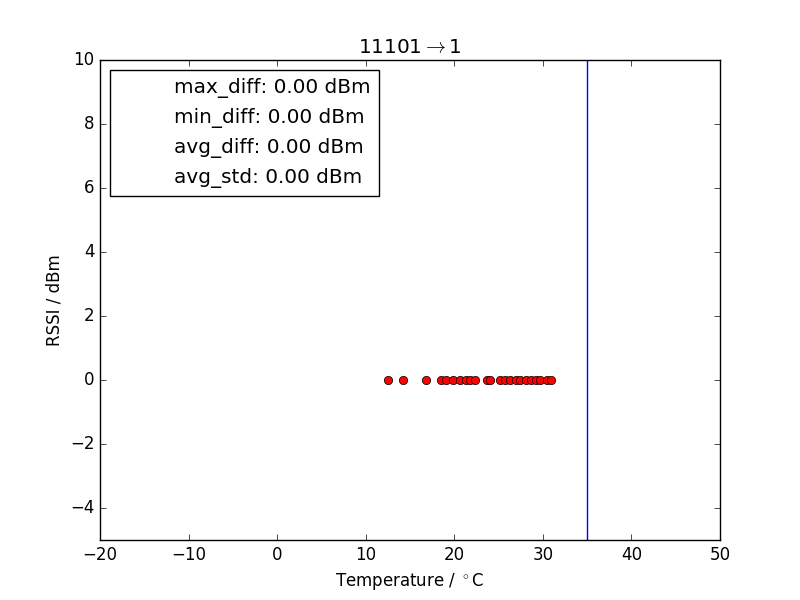 11101→1
max_diff: 0.00 dBm
min_diff: 0.00 dBm
avg_diff: 0.00 dBm
avg_std: 0.00 dBm
10
8
6
4
2
0
−2
−4
RSSI / dBm
−20 −10 0 10 20 30 40 50
Temperature / °C